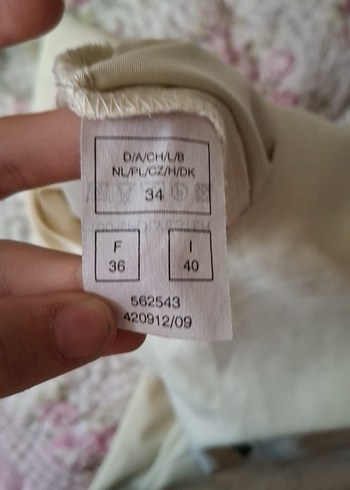 D/A/CH/L/B
NL/PL/CZ/H/DK
34
F
36
I
40
562543
420912/09